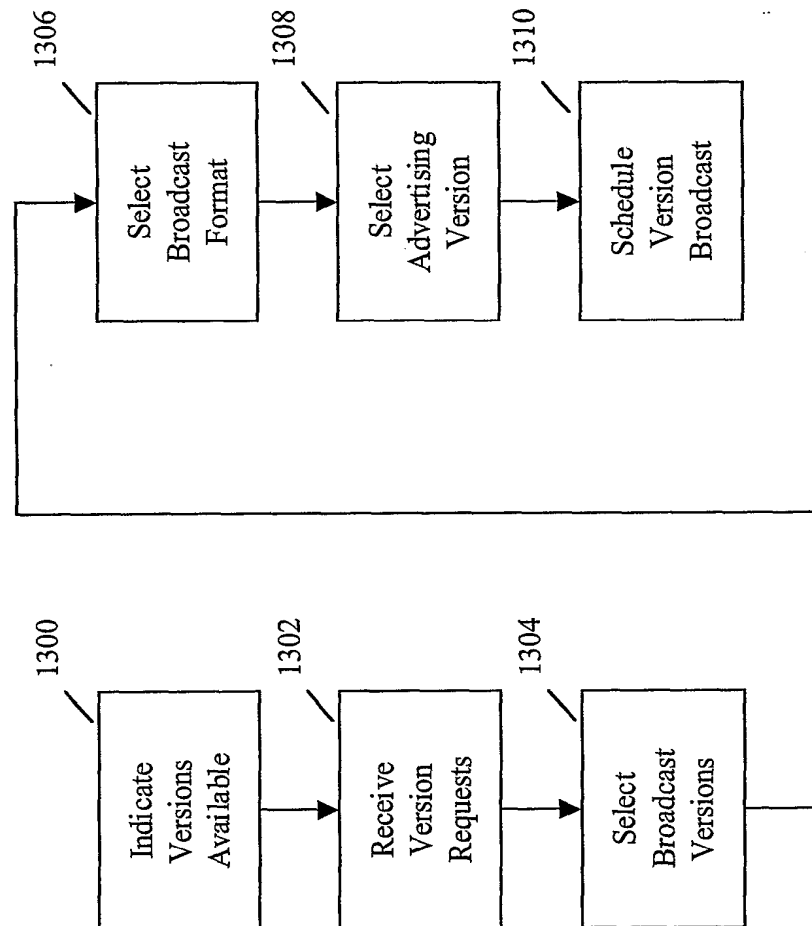 1300
Indicate
Versions
Available
1302
Receive
Version
Requests
1304
Select
Broadcast
Versions
1306
Select
Broadcast
Format
1308
Select
Advertising
Version
1310
Schedule
Version
Broadcast